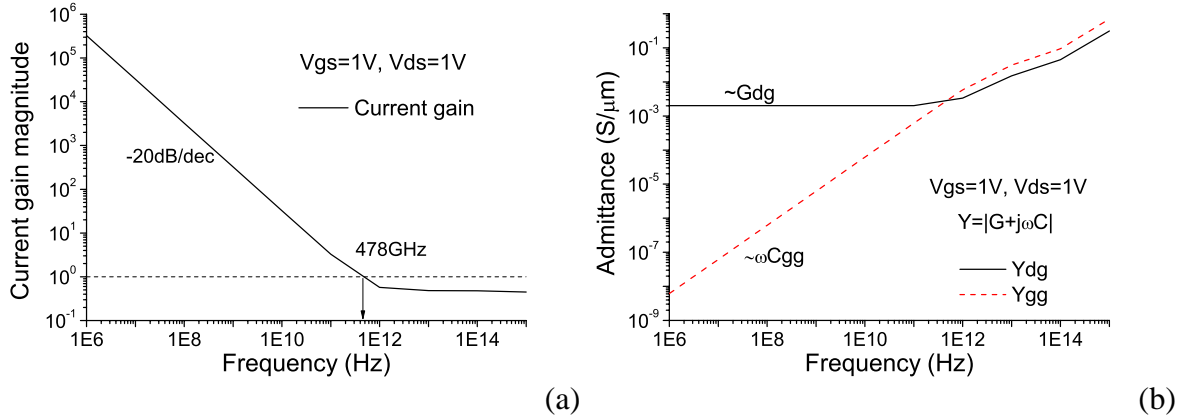 Current gain magnitude
10^6
10^5
10^4
10^3
10^2
10^1
10^0
10^-1
Vgs=1V, Vds=1V
Current gain
-20dB/dec
478GHz
1E6
1E8
1E10
1E12
1E14
Frequency (Hz)
(a)
Admittance (S/μm)
10^-1
10^-3
10^-5
10^-7
10^-9
~Gdg
Vgs=1V, Vds=1V
Y=|G+jωC|
~ωCgg
Ydg
Ygg
1E6
1E8
1E10
1E12
1E14
Frequency (Hz)
(b)